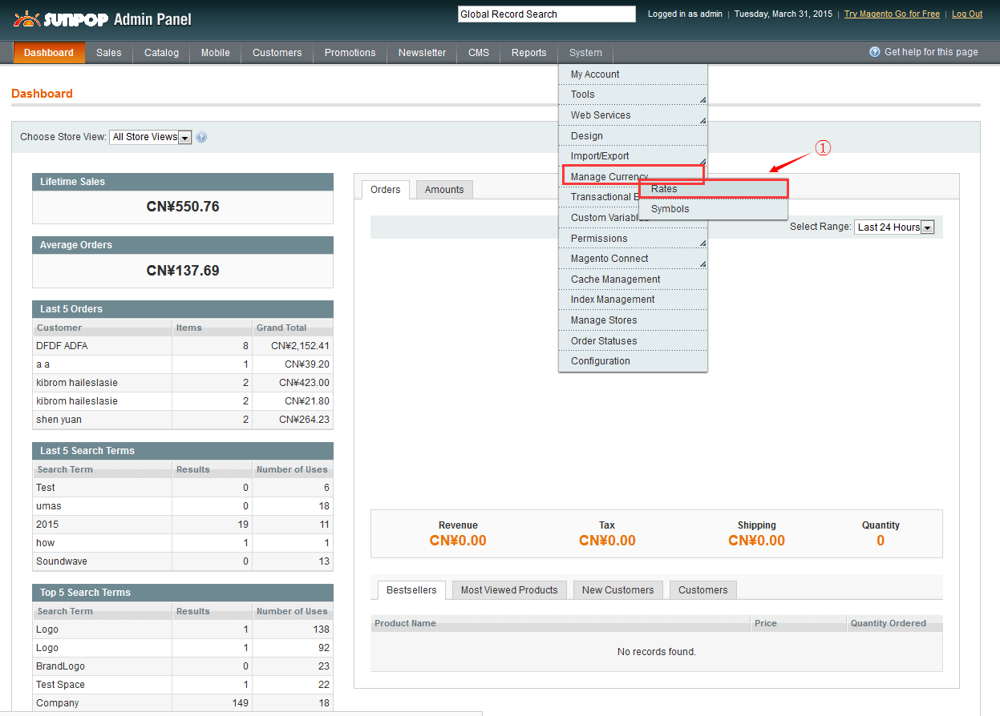 SUNPOP Admin Panel
Global Record Search
Logged in as admin | Tuesday, March 31, 2015 | Try Magento Go for Free | Log Out
Dashboard Sales Catalog Mobile Customers Promotions Newsletter CMS Reports System
Get help for this page
My Account
Tools
Web Services
Design
Import/Export
Manage Currency
Rates
Symbols
Transactional E
Custom Variables
Permissions
Magento Connect
Cache Management
Index Management
Manage Stores
Order Statuses
Configuration
①
Dashboard
Choose Store View: All Store Views
Lifetime Sales
CN¥550.76
Average Orders
CN¥137.69
Last 5 Orders
Customer Items Grand Total
DFDF ADFA 8 CN¥2,152.41
a a 1 CN¥39.20
kibrom haileslasie 2 CN¥423.00
kibrom haileslasie 2 CN¥21.80
shen yuan 2 CN¥264.23
Last 5 Search Terms
Search Term Results Number of Uses
Test 0 6
umas 0 18
2015 19 11
how 1 1
Soundwave 0 13
Top 5 Search Terms
Search Term Results Number of Uses
Logo 1 138
Logo 1 92
BrandLogo 0 23
Test Space 1 22
Company 149 18
Orders Amounts
Select Range: Last 24 Hours
Revenue Tax Shipping Quantity
CN¥0.00 CN¥0.00 CN¥0.00 0
Bestsellers Most Viewed Products New Customers Customers
Product Name Price Quantity Ordered
No records found.